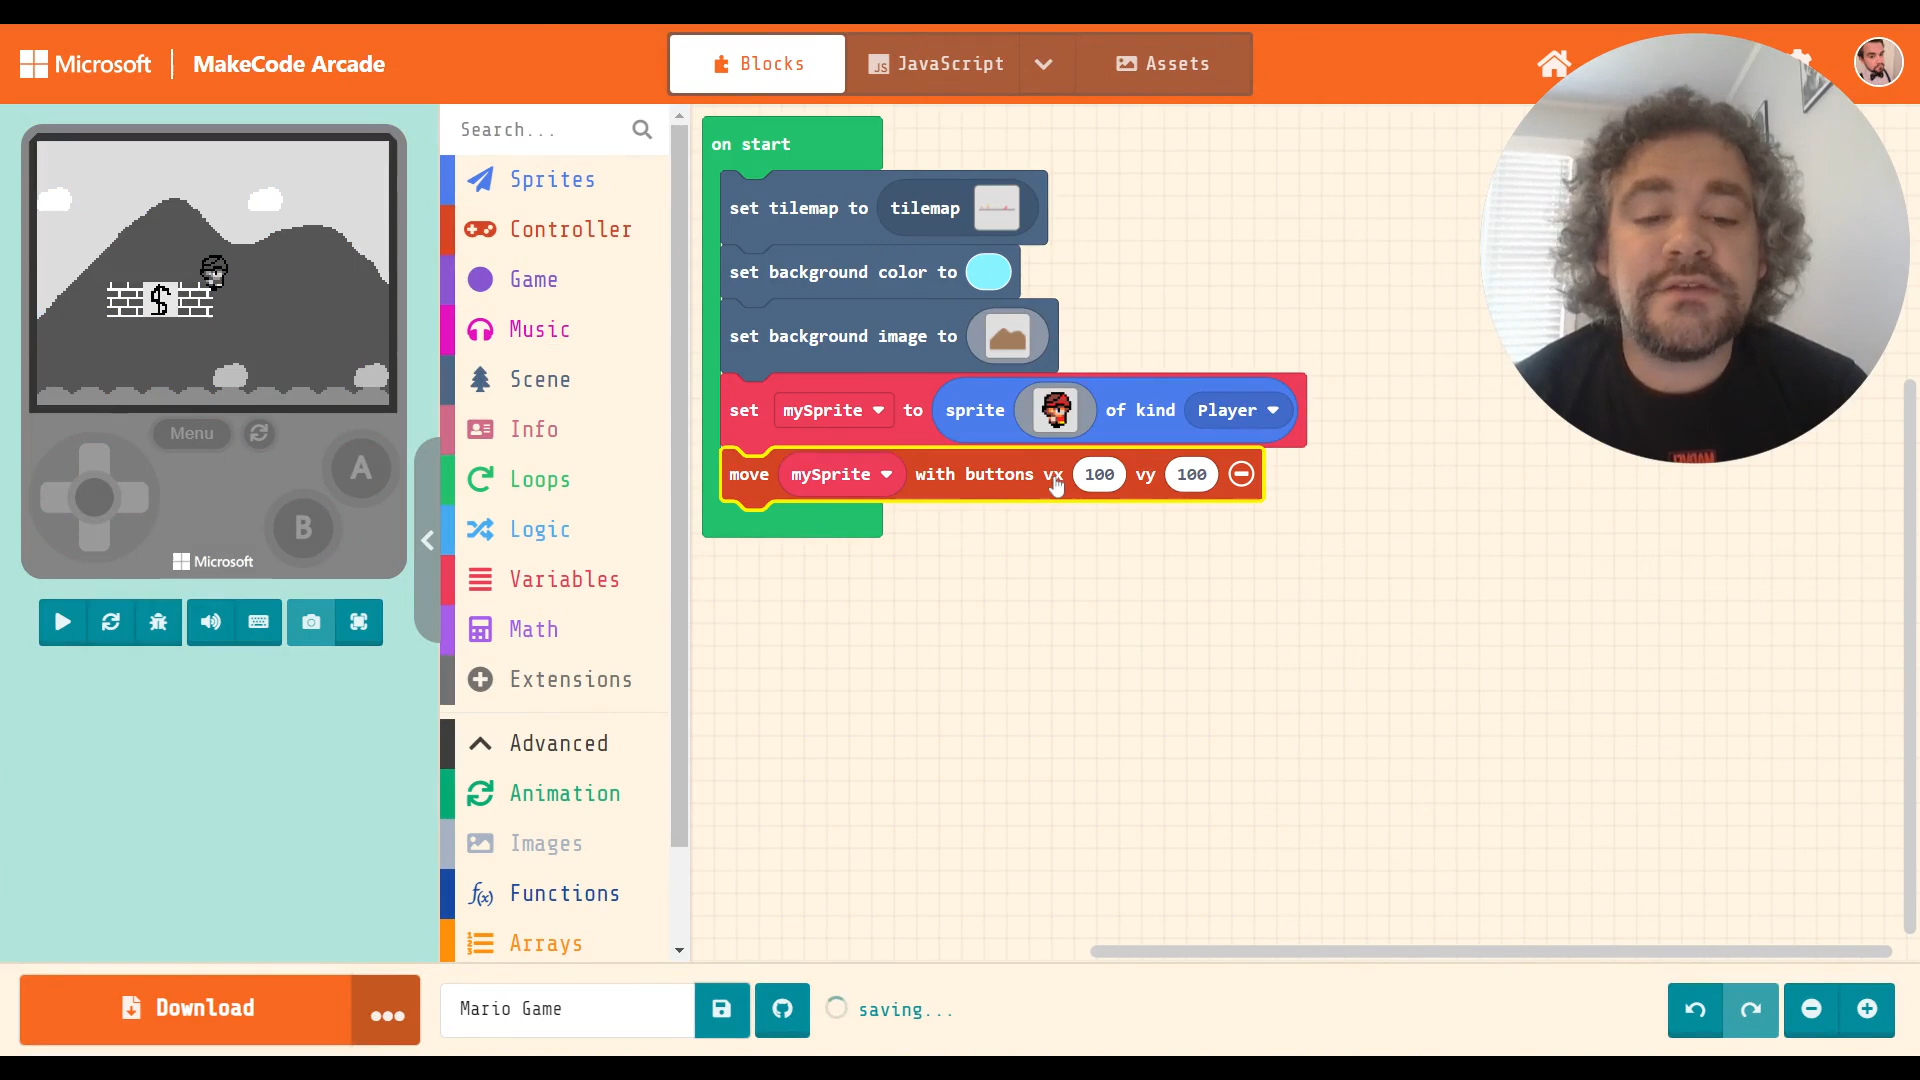 Microsoft | MakeCode Arcade
Blocks
JavaScript
Assets
Search...
Sprites
Controller
Game
Music
Scene
Info
Loops
Logic
Variables
Math
Extensions
Advanced
Animation
Images
Functions
Arrays
on start
set tilemap to tilemap
set background color to
set background image to
set mySprite to sprite of kind Player
move mySprite with buttons vx 100 vy 100
$
Menu
A
B
Microsoft
Download
Mario Game
saving...